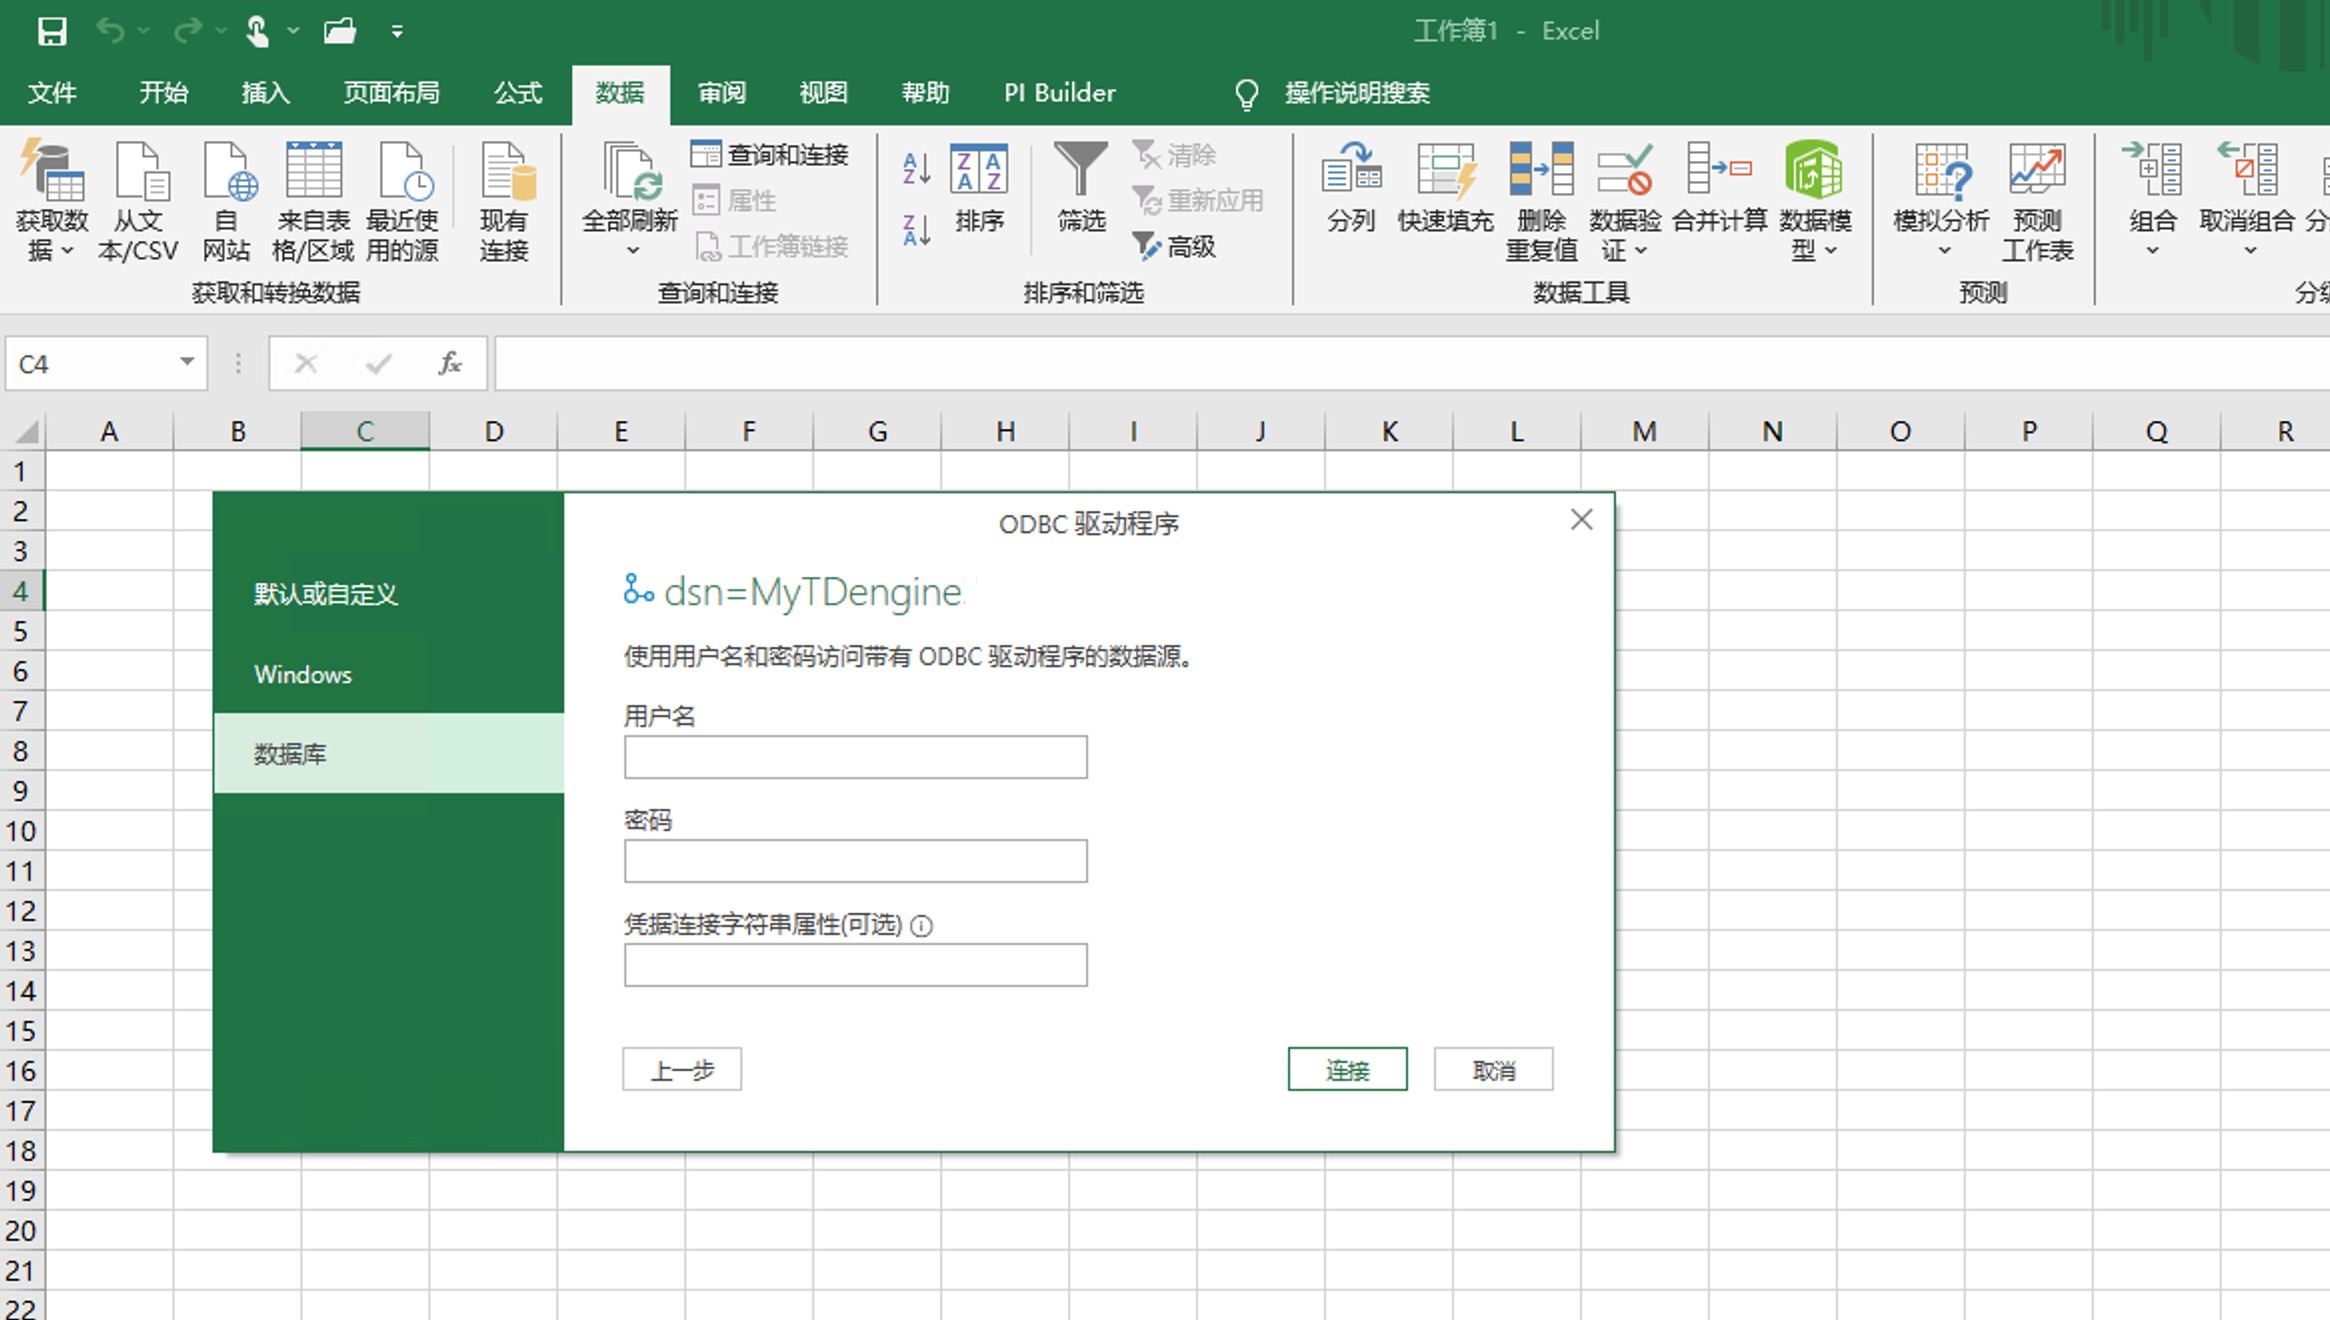 工作簿1 - Excel
文件 开始 插入 页面布局 公式 数据 审阅 视图 帮助 PI Builder 操作说明搜索
获取数据 从文本/CSV 自网站 来自表格/区域 最近使用的源 现有连接
获取和转换数据
全部刷新 查询和连接 属性 工作簿链接
查询和连接
排序 筛选 清除 重新应用 高级
排序和筛选
分列 快速填充 删除重复值 数据验证 合并计算 数据模型
数据工具
模拟分析 预测工作表
预测
组合 取消组合 分
分级
C4 fx
A B C D E F G H I J K L M N O P Q R
1
2
3
4
5
6
7
8
9
10
11
12
13
14
15
16
17
18
19
20
21
22
ODBC 驱动程序
默认或自定义
Windows
数据库
dsn=MyTDengine
使用用户名和密码访问带有 ODBC 驱动程序的数据源。
用户名
密码
凭据连接字符串属性(可选)
上一步 连接 取消